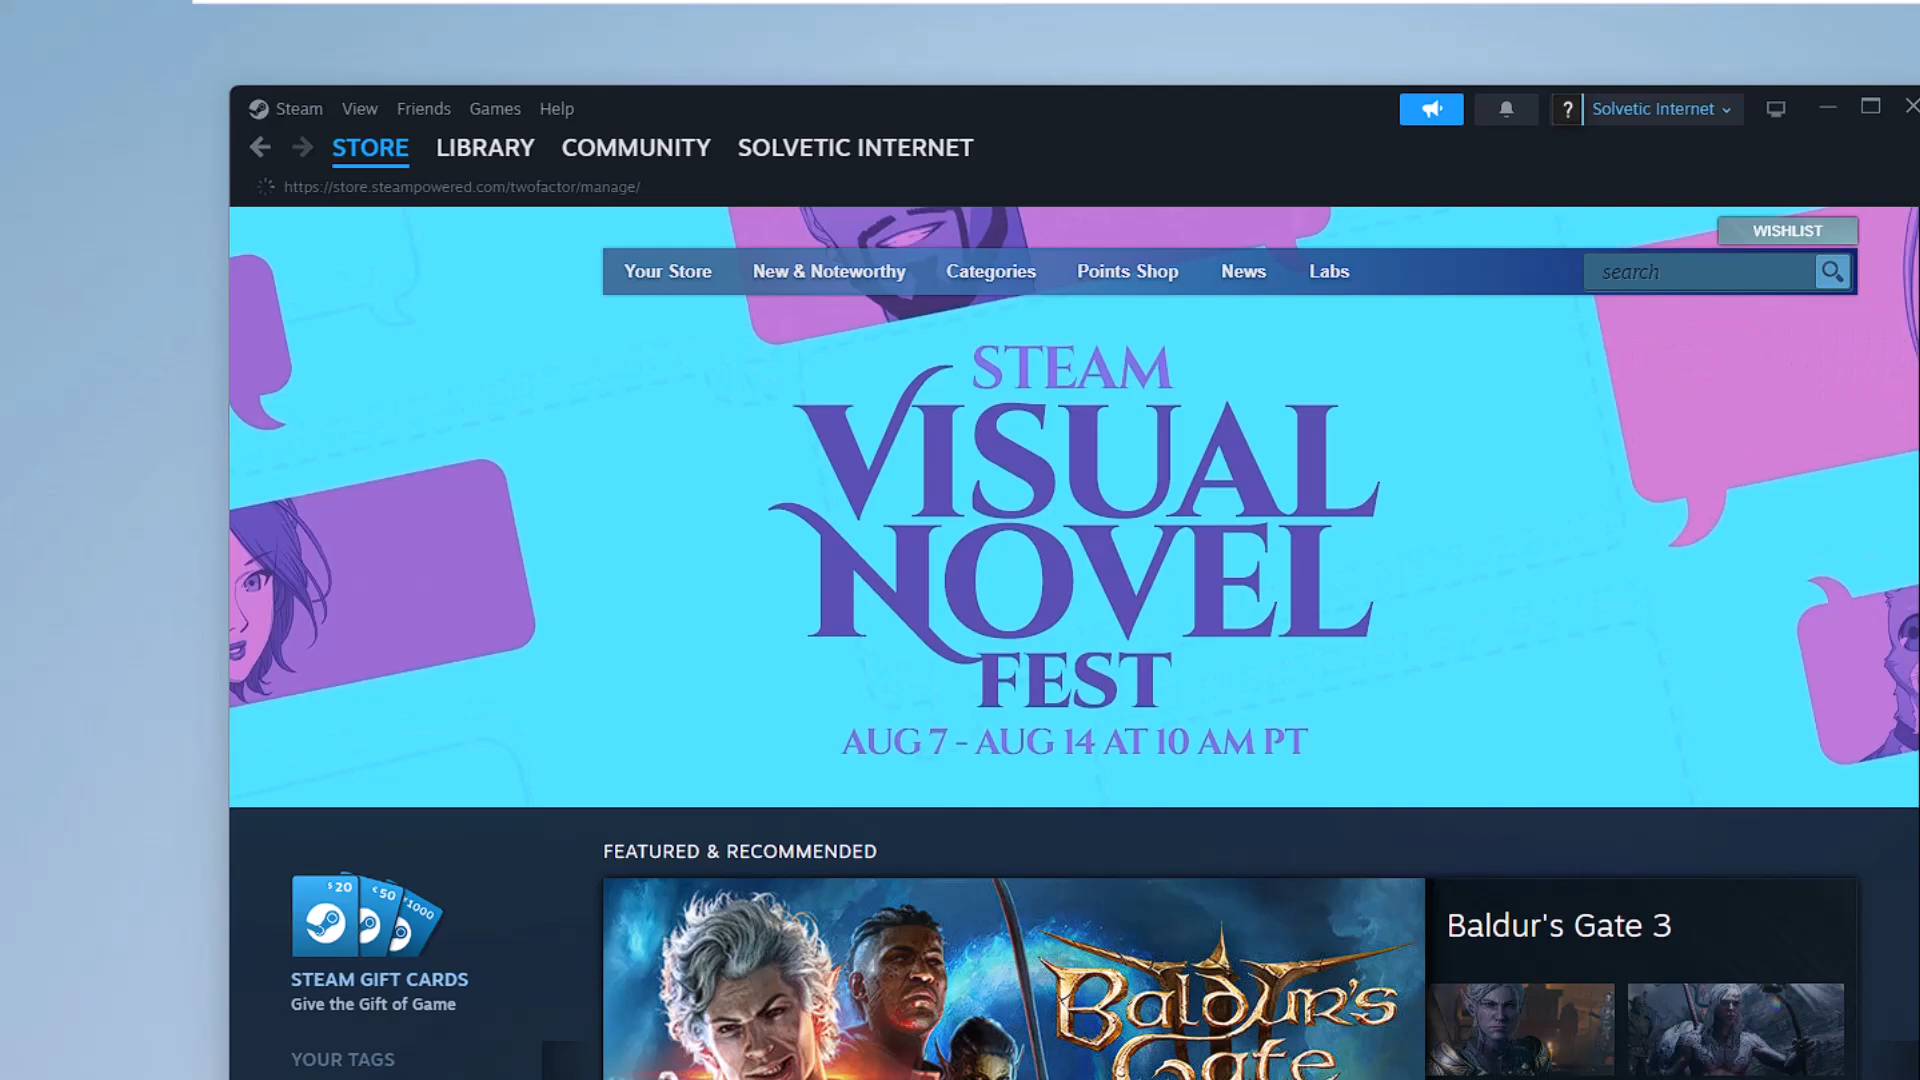 Steam View Friends Games Help
? Solvetic Internet
STORE LIBRARY COMMUNITY SOLVETIC INTERNET
https://store.steampowered.com/twofactor/manage/
WISHLIST
Your Store New & Noteworthy Categories Points Shop News Labs
search
STEAM
VISUAL
NOVEL
FEST
AUG 7 - AUG 14 AT 10 AM PT
FEATURED & RECOMMENDED
$20 €50 ¥1000
Baldur's Gate 3
STEAM GIFT CARDS
Give the Gift of Game
BALDUR'S
GATE
YOUR TAGS